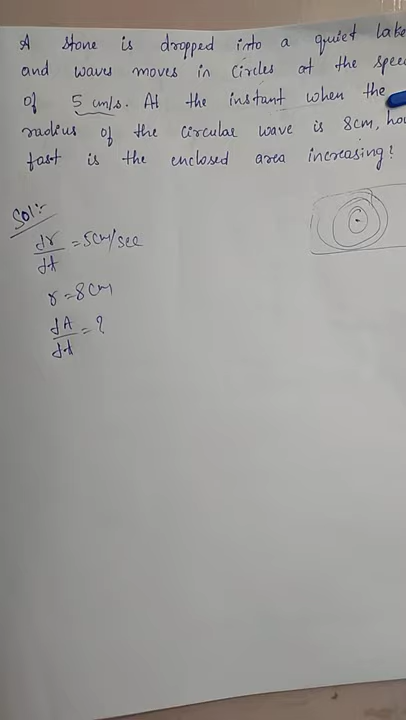 A stone is dropped into a quiet lake
and waves moves in circles at the spee
of 5 cm/s. At the instant when the
radius of the circular wave is 8cm, ho
fast is the enclosed area increasing?
Sol:-
dr/dt = 5cm/sec
r = 8cm
dA/dt = ?